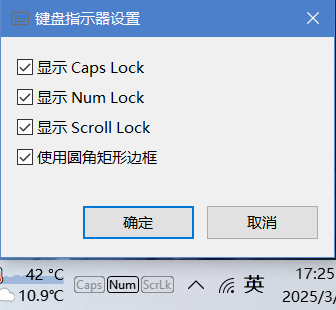 键盘指示器设置
显示 Caps Lock
显示 Num Lock
显示 Scroll Lock
使用圆角矩形边框
确定
取消
42 °C
Caps Num ScrLk
英
17:25
10.9°C
2025/3/